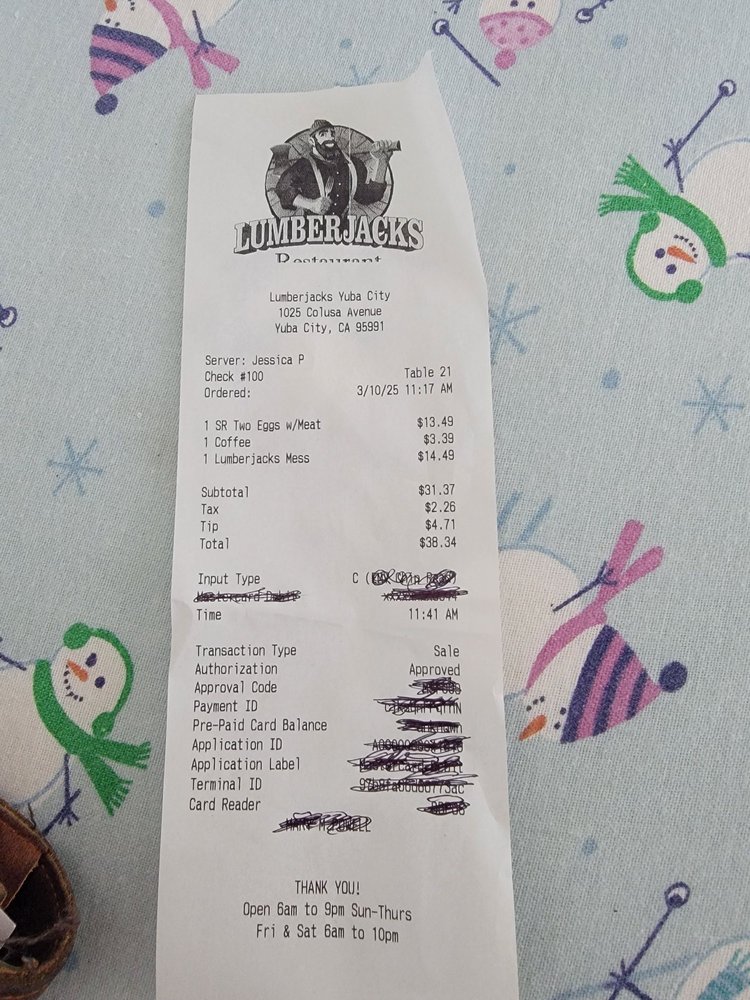 LUMBERJACKS
Restaurant
Lumberjacks Yuba City
1025 Colusa Avenue
Yuba City, CA 95991
Server: Jessica P
Check #100 Table 21
Ordered: 3/10/25 11:17 AM
1 SR Two Eggs w/Meat $13.49
1 Coffee $3.39
1 Lumberjacks Mess $14.49
Subtotal $31.37
Tax $2.26
Tip $4.71
Total $38.34
Input Type C
Time 11:41 AM
Transaction Type Sale
Authorization Approved
Approval Code
Payment ID
Pre-Paid Card Balance
Application ID
Application Label
Terminal ID
Card Reader
THANK YOU!
Open 6am to 9pm Sun-Thurs
Fri & Sat 6am to 10pm